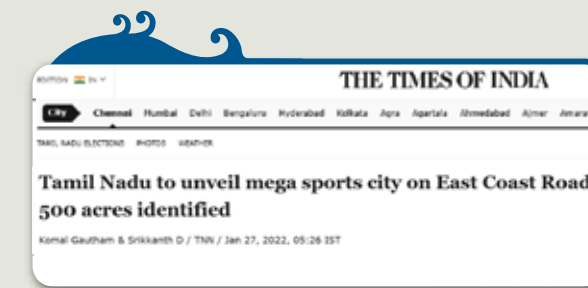 EDITION IN
THE TIMES OF INDIA
City Chennai Mumbai Delhi Bengaluru Hyderabad Kolkata Agra Agartala Ahmedabad Ajmer Amara
TAMIL NADU ELECTIONS PHOTOS WEATHER
Tamil Nadu to unveil mega sports city on East Coast Road
500 acres identified
Komal Gautham & Srikkanth D / TNN / Jan 27, 2022, 05:26 IST